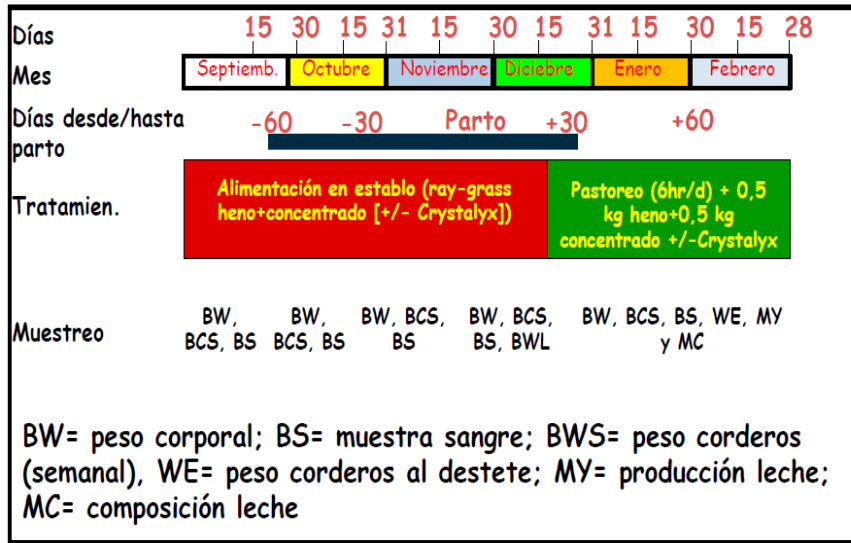 Días 15 30 15 31 15 30 15 31 15 30 15 28
Mes Septiemb. Octubre Noviembre Diciebre Enero Febrero
Días desde/hasta
parto
-60 -30 Parto +30 +60
Tratamien.
Alimentación en establo (ray-grass
heno+concentrado [+/- Crystalyx])
Pastoreo (6hr/d) + 0,5
kg heno+0,5 kg
concentrado +/-Crystalyx
Muestreo
BW,
BCS, BS
BW,
BCS, BS
BW, BCS,
BS
BW, BCS,
BS, BWL
BW, BCS, BS, WE, MY
y MC
BW= peso corporal; BS= muestra sangre; BWS= peso corderos
(semanal), WE= peso corderos al destete; MY= producción leche;
MC= composición leche